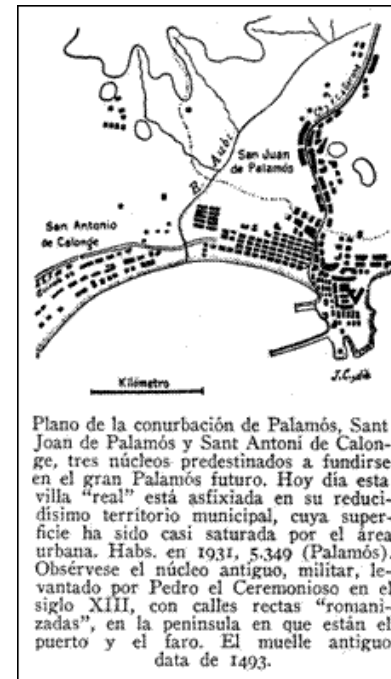 San Juan
de Palamós
R. Aubi
San Antonio
de Calonge
Kilómetro
J.C., dib
Plano de la conurbación de Palamós, Sant
Joan de Palamós y Sant Antoni de Calon-
ge, tres núcleos predestinados a fundirse
en el gran Palamós futuro. Hoy día esta
villa "real" está asfixiada en su reduci-
dísimo territorio municipal, cuya super-
ficie ha sido casi saturada por el área
urbana. Habs. en 1931, 5.349 (Palamós).
Obsérvese el núcleo antiguo, militar, le-
vantado por Pedro el Ceremonioso en el
siglo XIII, con calles rectas "romani-
zadas", en la península en que están el
puerto y el faro. El muelle antiguo
data de 1493.